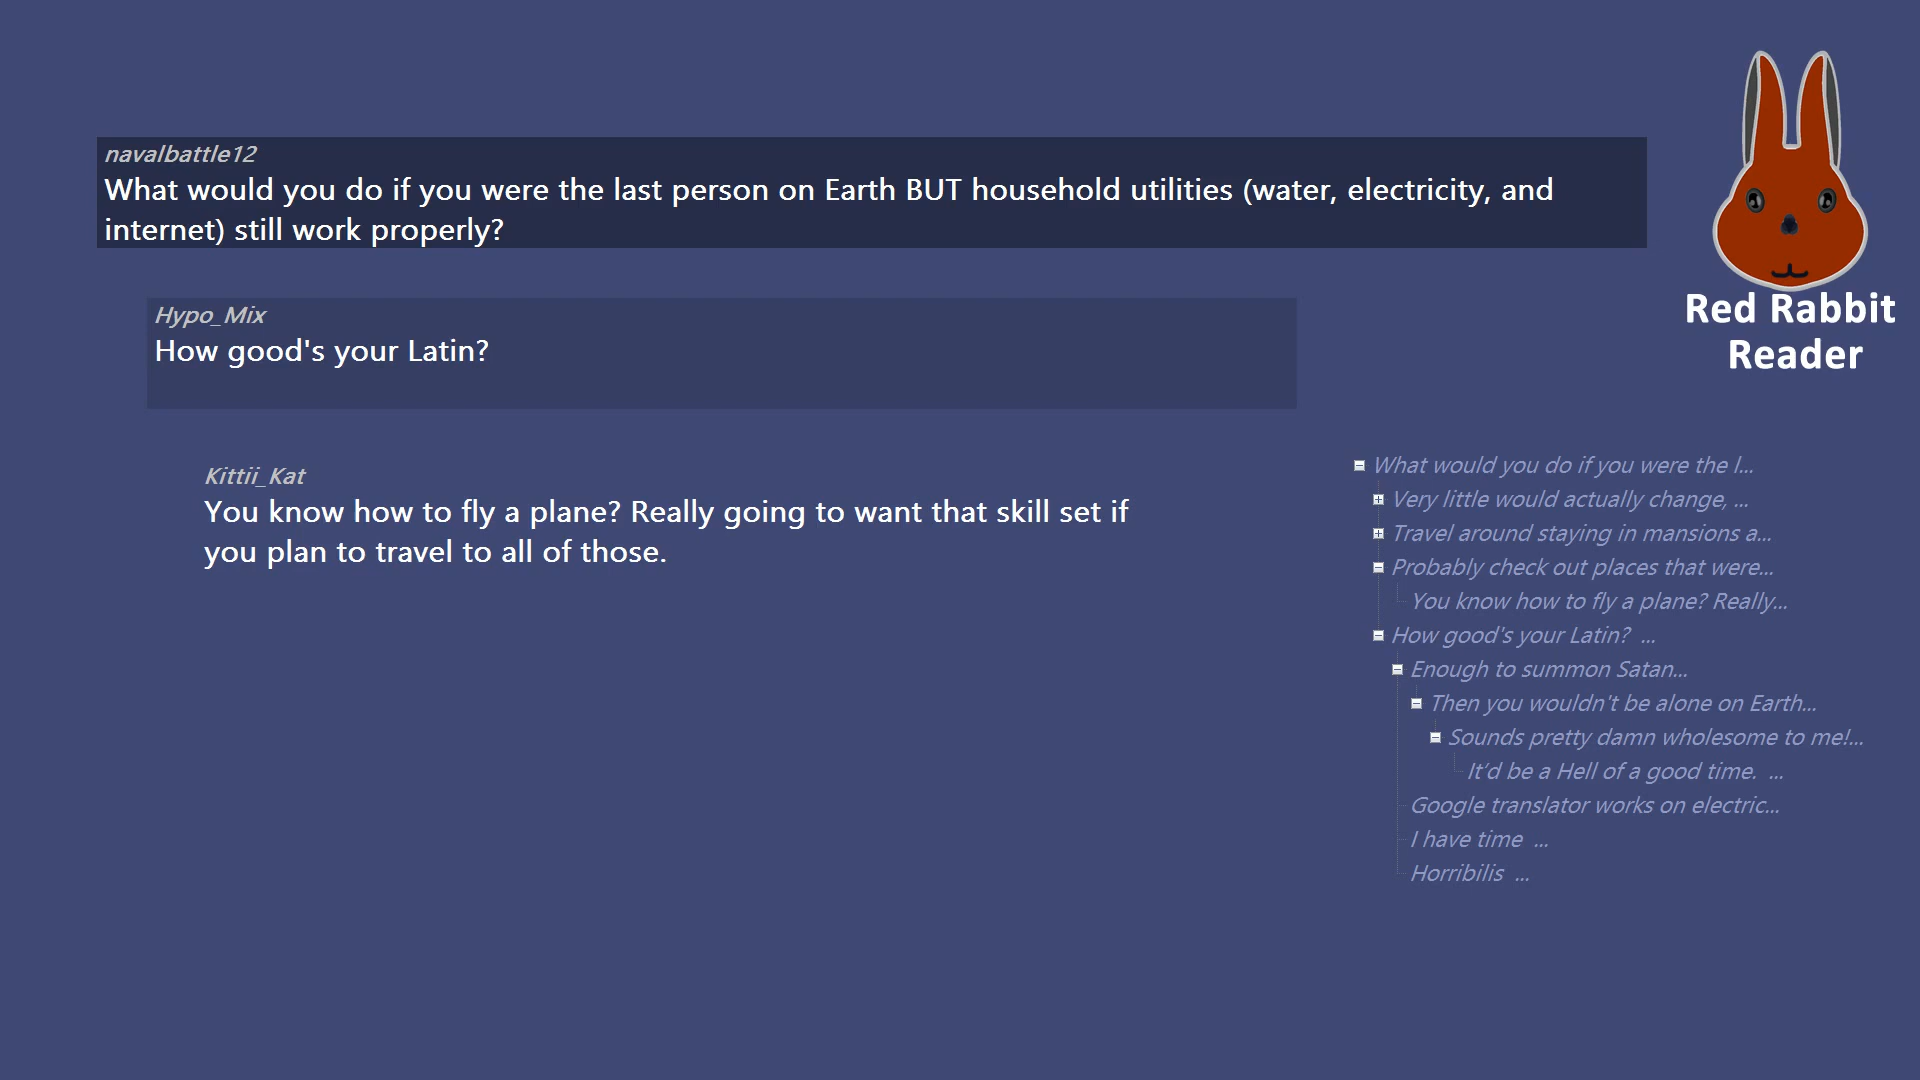 navalbattle12
What would you do if you were the last person on Earth BUT household utilities (water, electricity, and
internet) still work properly?
Hypo_Mix
How good's your Latin?
Kittii_Kat
You know how to fly a plane? Really going to want that skill set if
you plan to travel to all of those.
Red Rabbit
Reader
What would you do if you were the l...
Very little would actually change, ...
Travel around staying in mansions a...
Probably check out places that were...
You know how to fly a plane? Really...
How good's your Latin? ...
Enough to summon Satan...
Then you wouldn't be alone on Earth...
Sounds pretty damn wholesome to me!...
It’d be a Hell of a good time. ...
Google translator works on electric...
I have time ...
Horribilis ...